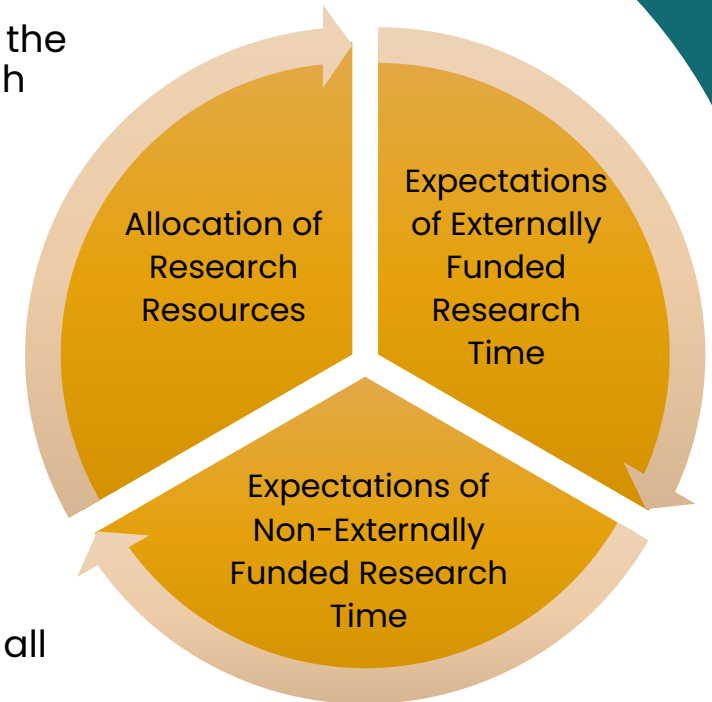 the
h
Allocation of
Research
Resources
Expectations
of Externally
Funded
Research
Time
Expectations of
Non-Externally
Funded Research
Time
all